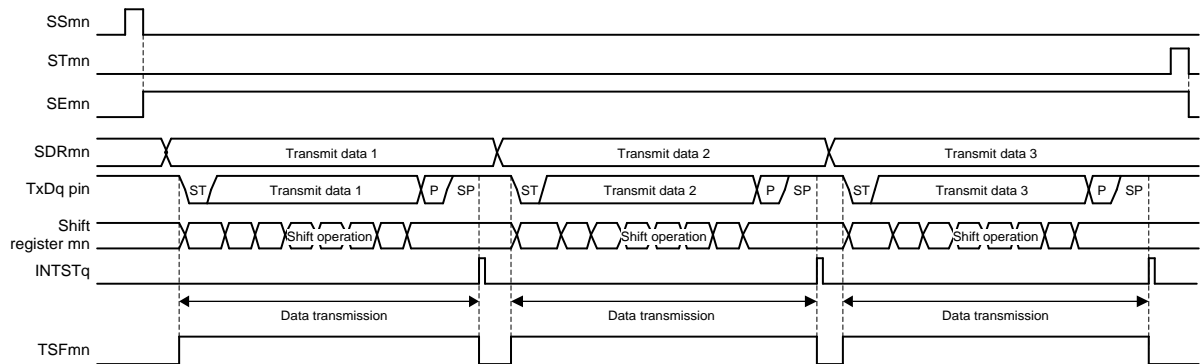 SSmn
STmn
SEmn
SDRmn Transmit data 1 Transmit data 2 Transmit data 3
TxDq pin ST Transmit data 1 P SP ST Transmit data 2 P SP ST Transmit data 3 P SP
Shift
register mn Shift operation Shift operation Shift operation
INTSTq
Data transmission Data transmission Data transmission
TSFmn